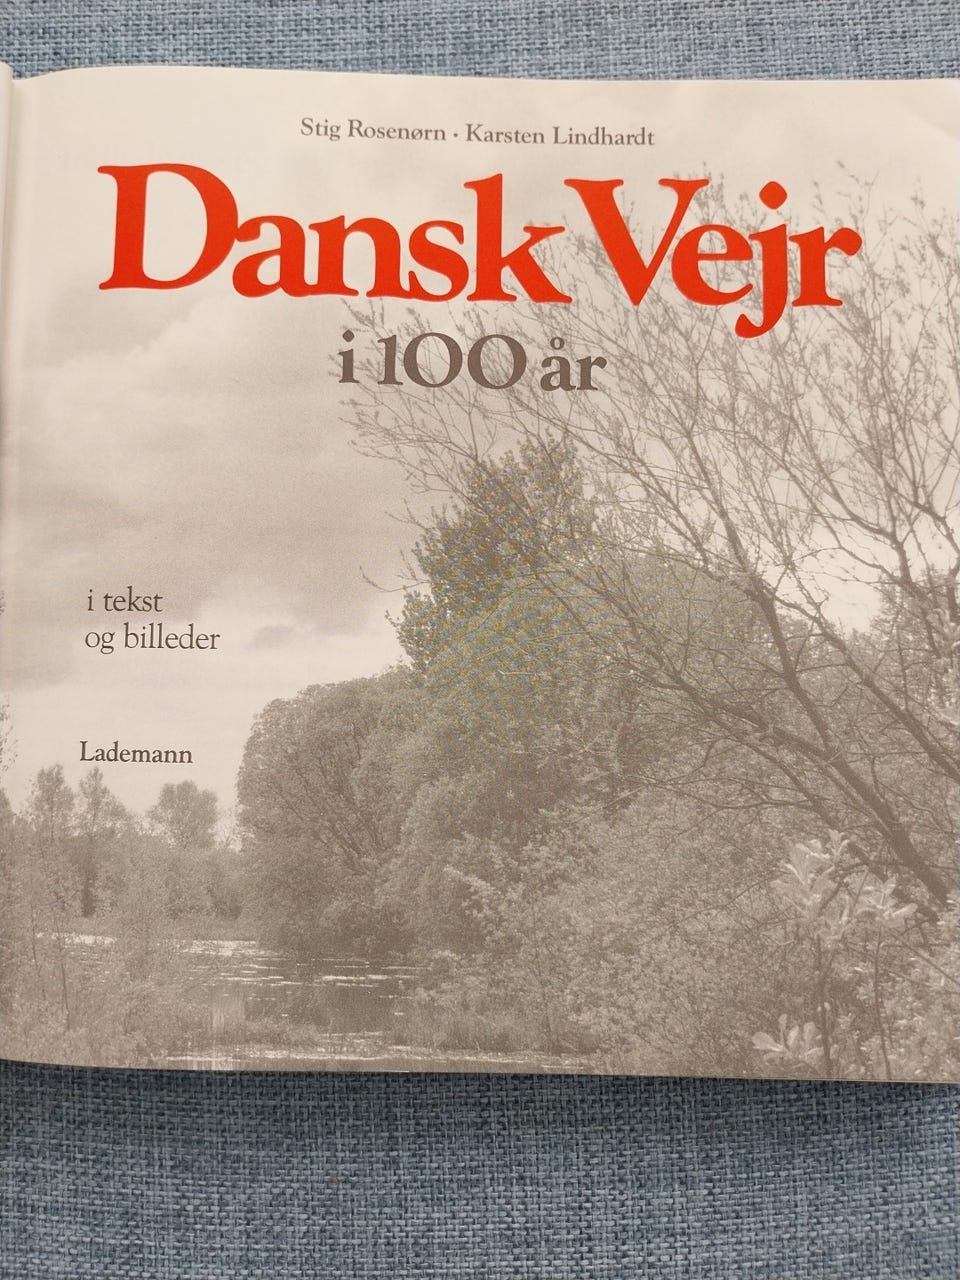 Stig Rosenørn · Karsten Lindhardt
Dansk Vejr
i 100 år
i tekst
og billeder
Lademann